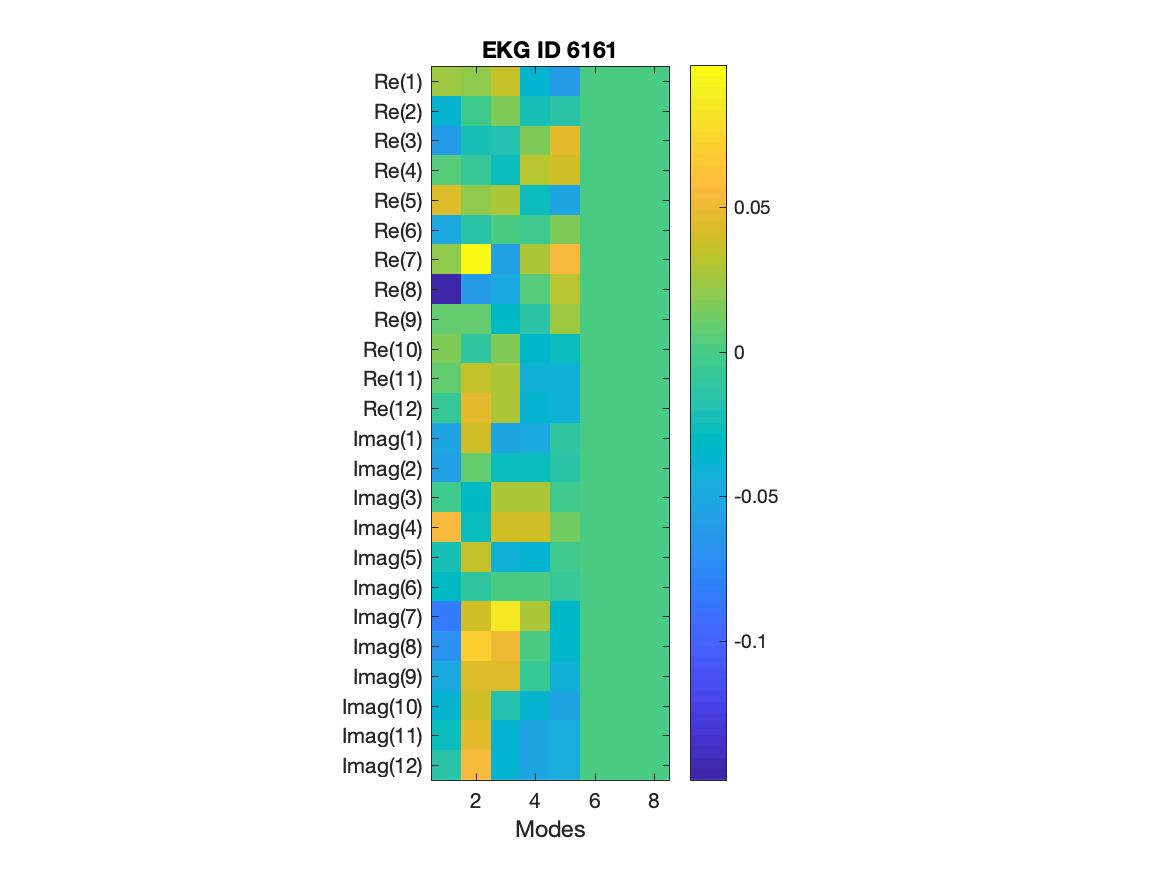 EKG ID 6161
Re(1)
Re(2)
Re(3)
Re(4)
Re(5)
Re(6)
Re(7)
Re(8)
Re(9)
Re(10)
Re(11)
Re(12)
Imag(1)
Imag(2)
Imag(3)
Imag(4)
Imag(5)
Imag(6)
Imag(7)
Imag(8)
Imag(9)
Imag(10)
Imag(11)
Imag(12)
2 4 6 8
Modes
0.05
0
-0.05
-0.1